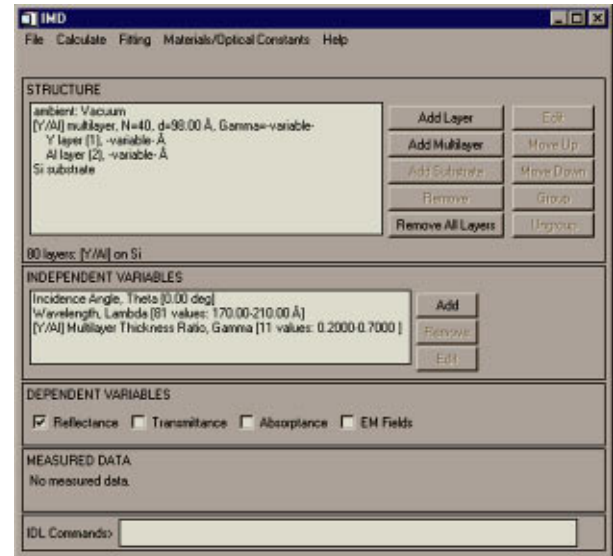 IMD
File Calculate Fitting Materials/Optical Constants Help
STRUCTURE
ambient: Vacuum
[Y/Al] multilayer, N=40, d=98.00 Å, Gamma=-variable-
Y layer (1), -variable- Å
Al layer (2), -variable- Å
Si substrate
Add Layer Edit
Add Multilayer Move Up
Add Substrate Move Down
Remove Group
Remove All Layers Ungroup
80 layers: [Y/Al] on Si
INDEPENDENT VARIABLES
Incidence Angle, Theta [0.00 deg]
Wavelength, Lambda [81 values: 170.00-210.00 Å]
[Y/Al] Multilayer Thickness Ratio, Gamma [11 values: 0.2000-0.7000 ]
Add
Remove
Edit
DEPENDENT VARIABLES
Reflectance Transmittance Absorptance EM Fields
MEASURED DATA
No measured data.
IDL Commands>